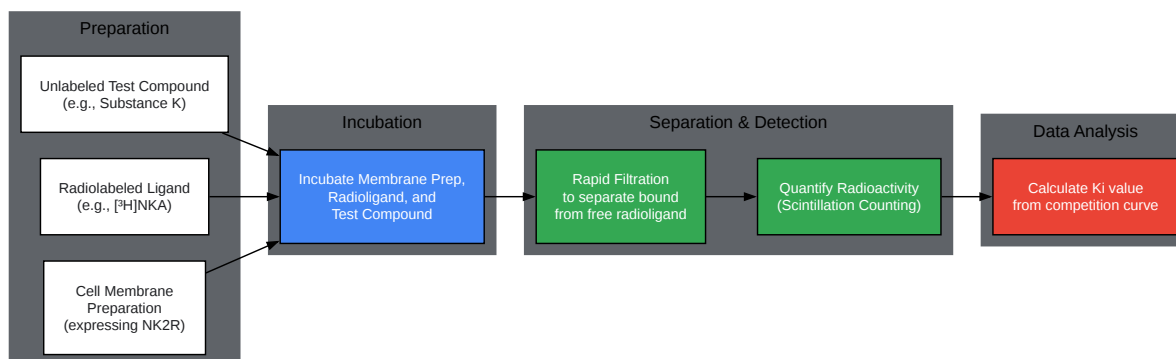 Preparation
Unlabeled Test Compound
(e.g., Substance K)
Radiolabeled Ligand
(e.g., [³H]NKA)
Cell Membrane
Preparation
(expressing NK2R)
Incubation
Incubate Membrane Prep,
Radioligand, and
Test Compound
Separation & Detection
Rapid Filtration
to separate bound
from free radioligand
Quantify Radioactivity
(Scintillation Counting)
Data Analysis
Calculate Ki value
from competition curve